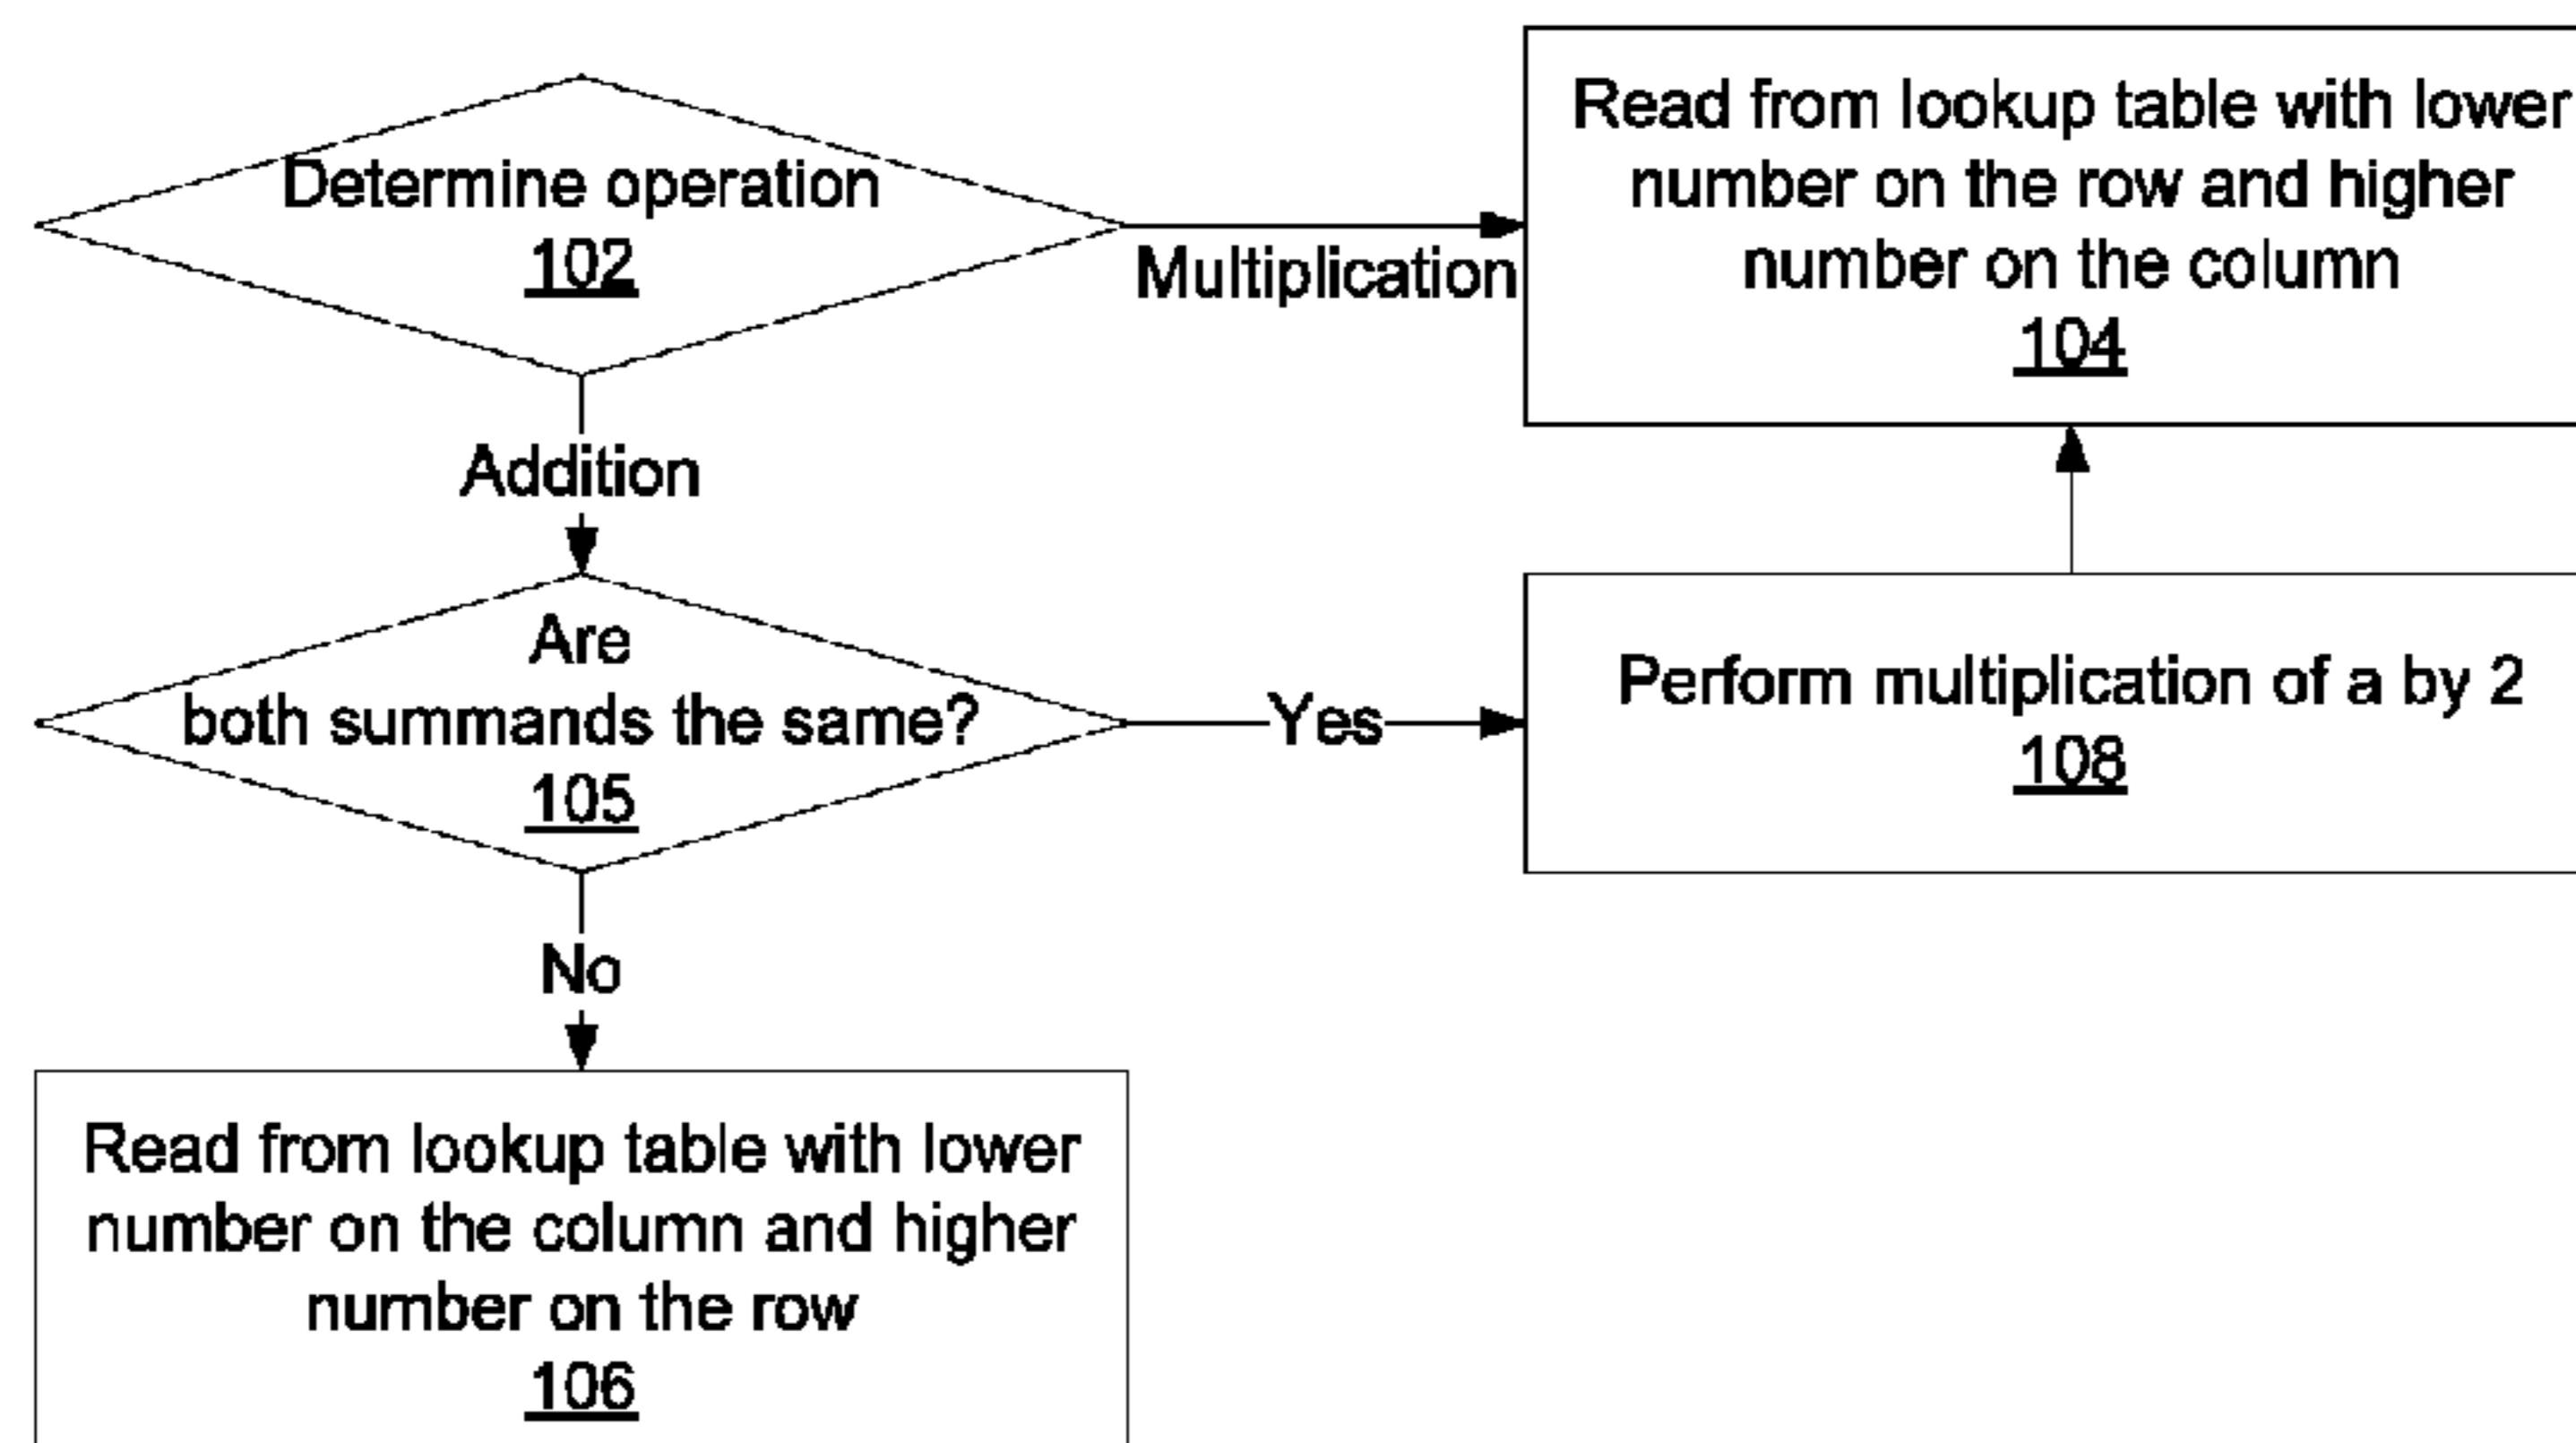 Determine operation
102
Multiplication
Read from lookup table with lower
number on the row and higher
number on the column
104
Addition
Are
both summands the same?
105
Yes
Perform multiplication of a by 2
108
No
Read from lookup table with lower
number on the column and higher
number on the row
106